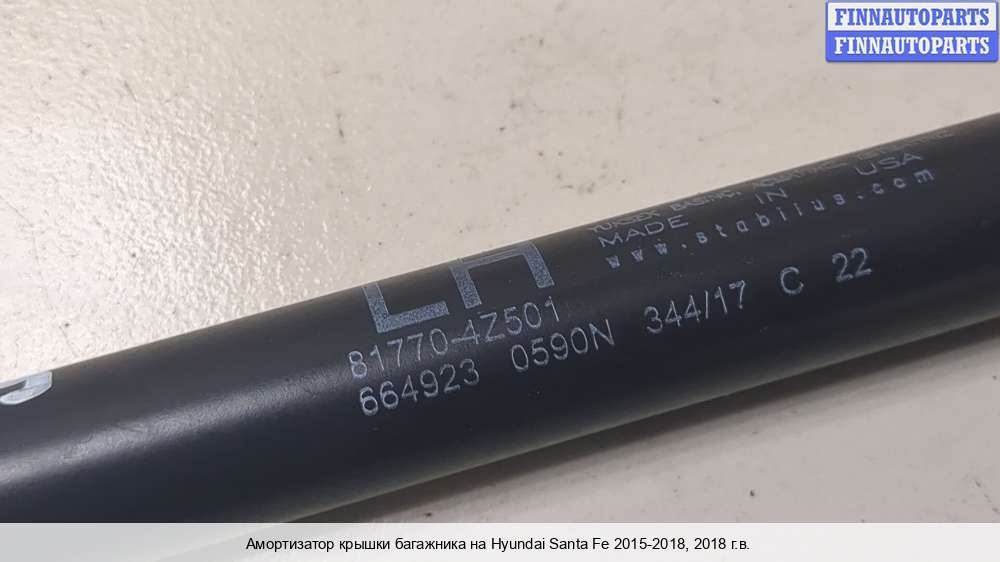 FINNAUTOPARTS
FINNAUTOPARTS
MADE IN USA
www.stabilus.com
LH
81770-4Z501
664923 0590N 344/17 C 22
Амортизатор крышки багажника на Hyundai Santa Fe 2015-2018, 2018 г.в.